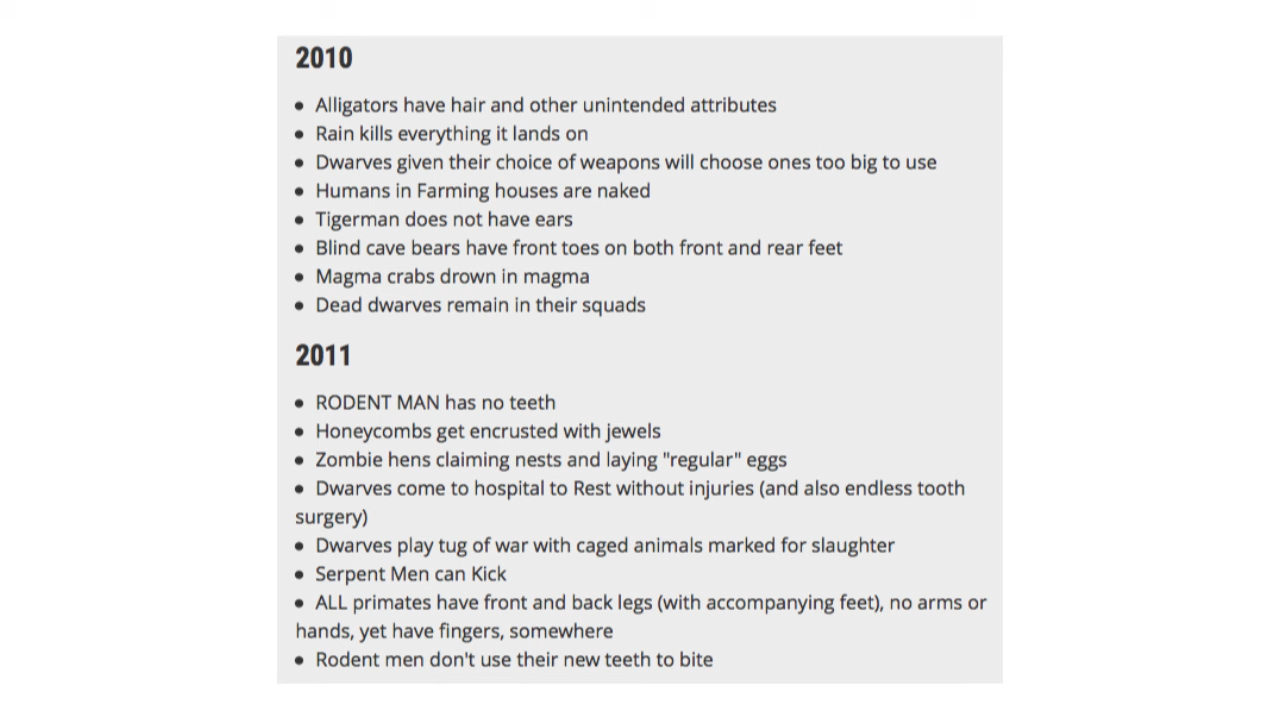 2010
• Alligators have hair and other unintended attributes
• Rain kills everything it lands on
• Dwarves given their choice of weapons will choose ones too big to use
• Humans in Farming houses are naked
• Tigerman does not have ears
• Blind cave bears have front toes on both front and rear feet
• Magma crabs drown in magma
• Dead dwarves remain in their squads
2011
• RODENT MAN has no teeth
• Honeycombs get encrusted with jewels
• Zombie hens claiming nests and laying "regular" eggs
• Dwarves come to hospital to Rest without injuries (and also endless tooth
surgery)
• Dwarves play tug of war with caged animals marked for slaughter
• Serpent Men can Kick
• ALL primates have front and back legs (with accompanying feet), no arms or
hands, yet have fingers, somewhere
• Rodent men don't use their new teeth to bite